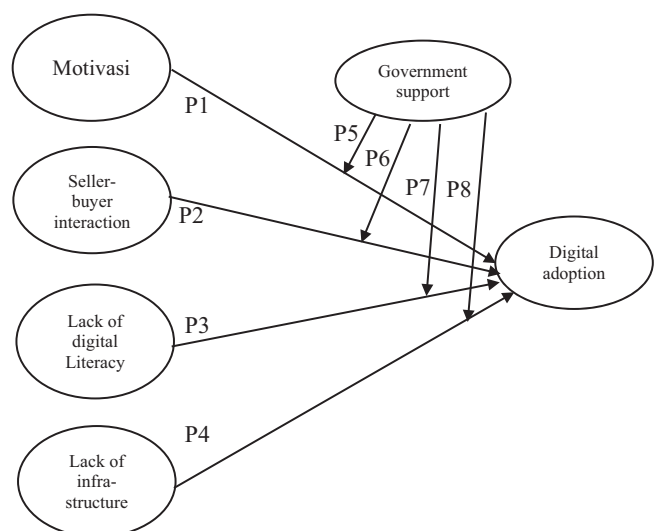 Motivasi
Government
support
P1
P5
P6
Seller-
buyer
interaction
P2
P7
P8
Digital
adoption
Lack of
digital
Literacy
P3
P4
Lack of
infra-
structure